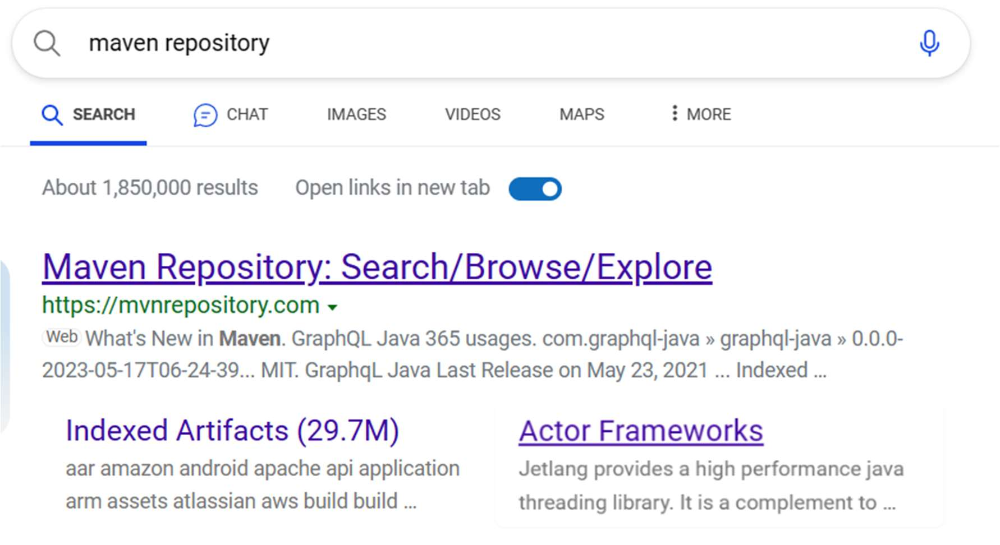 maven repository
SEARCH CHAT IMAGES VIDEOS MAPS MORE
About 1,850,000 results Open links in new tab
Maven Repository: Search/Browse/Explore
https://mvnrepository.com
Web What's New in Maven. GraphQL Java 365 usages. com.graphql-java » graphql-java » 0.0.0-
2023-05-17T06-24-39... MIT. GraphqL Java Last Release on May 23, 2021 ... Indexed ...
Indexed Artifacts (29.7M)
aar amazon android apache api application
arm assets atlassian aws build build ...
Actor Frameworks
Jetlang provides a high performance java
threading library. It is a complement to ...